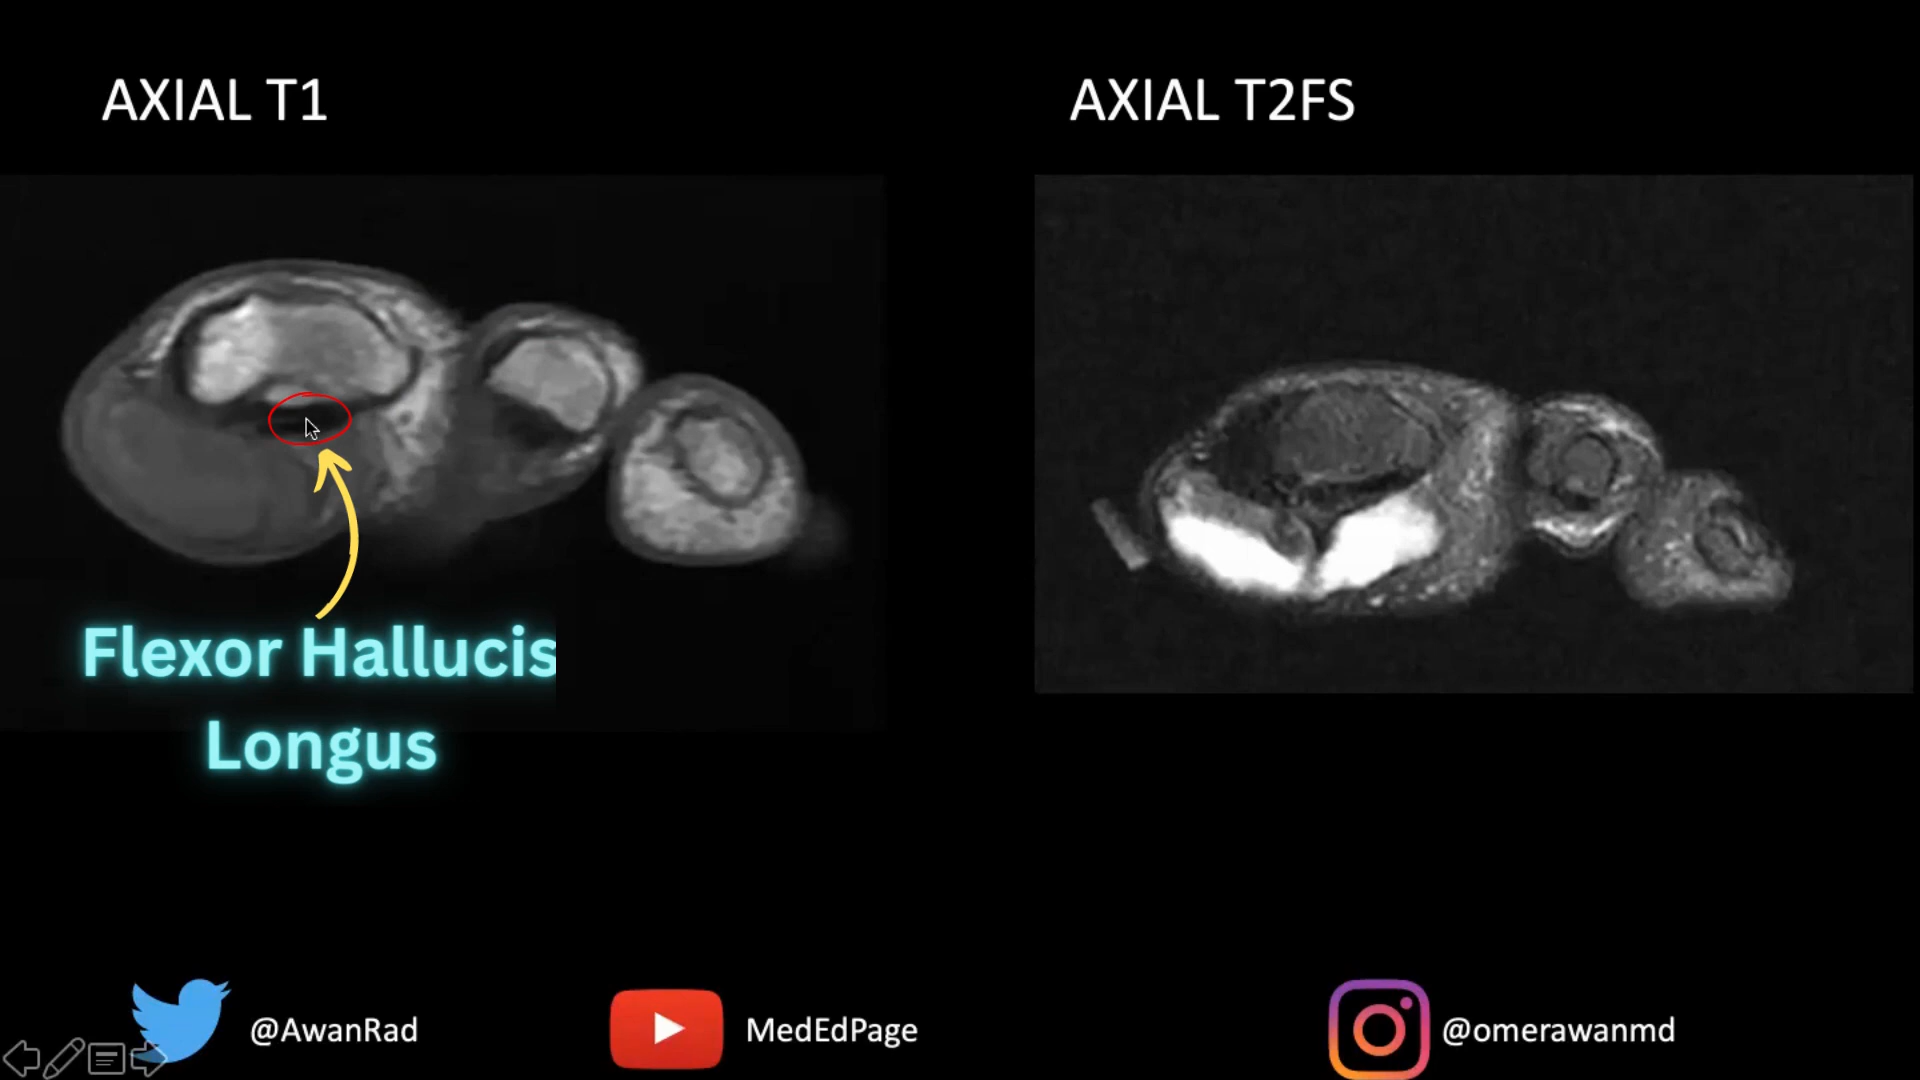 AXIAL T1
AXIAL T2FS
Flexor Hallucis
Longus
@AwanRad
MedEdPage
@omerawanmd